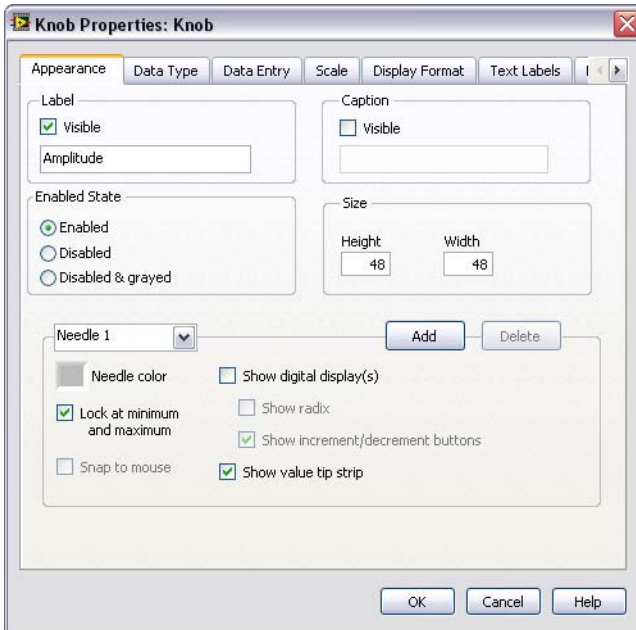 Knob Properties: Knob
Appearance Data Type Data Entry Scale Display Format Text Labels
Label
Visible
Amplitude
Caption
Visible
Enabled State
Enabled
Disabled
Disabled & grayed
Size
Height Width
48 48
Needle 1
Add Delete
Needle color
Lock at minimum
and maximum
Snap to mouse
Show digital display(s)
Show radix
Show increment/decrement buttons
Show value tip strip
OK Cancel Help